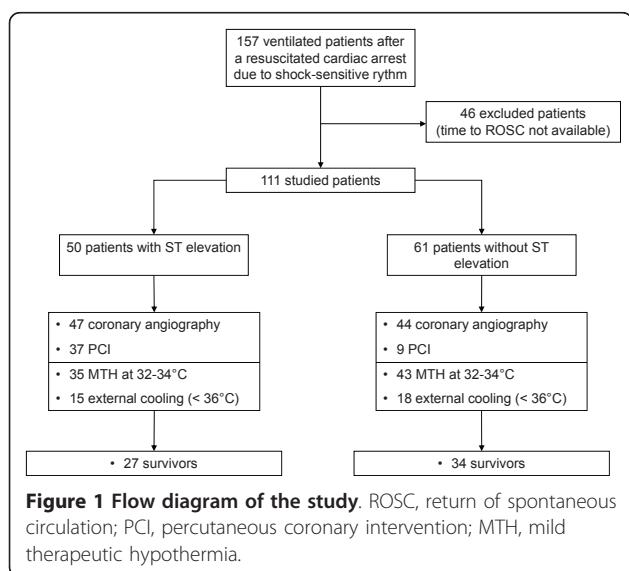 157 ventilated patients after
a resuscitated cardiac arrest
due to shock-sensitive rythm
46 excluded patients
(time to ROSC not available)
111 studied patients
50 patients with ST elevation
61 patients without ST
elevation
• 47 coronary angiography
• 37 PCI
• 35 MTH at 32-34°C
• 15 external cooling (< 36°C)
• 44 coronary angiography
• 9 PCI
• 43 MTH at 32-34°C
• 18 external cooling (< 36°C)
• 27 survivors
• 34 survivors
Figure 1 Flow diagram of the study. ROSC, return of spontaneous
circulation; PCI, percutaneous coronary intervention; MTH, mild
therapeutic hypothermia.